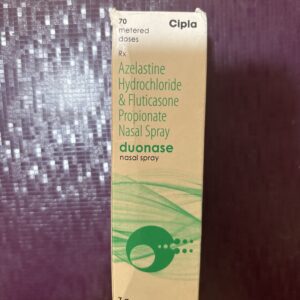 70
metered
doses
Cipla
Rx
Azelastine
Hydrochloride
& Fluticasone
Propionate
Nasal Spray
duonase
nasal spray